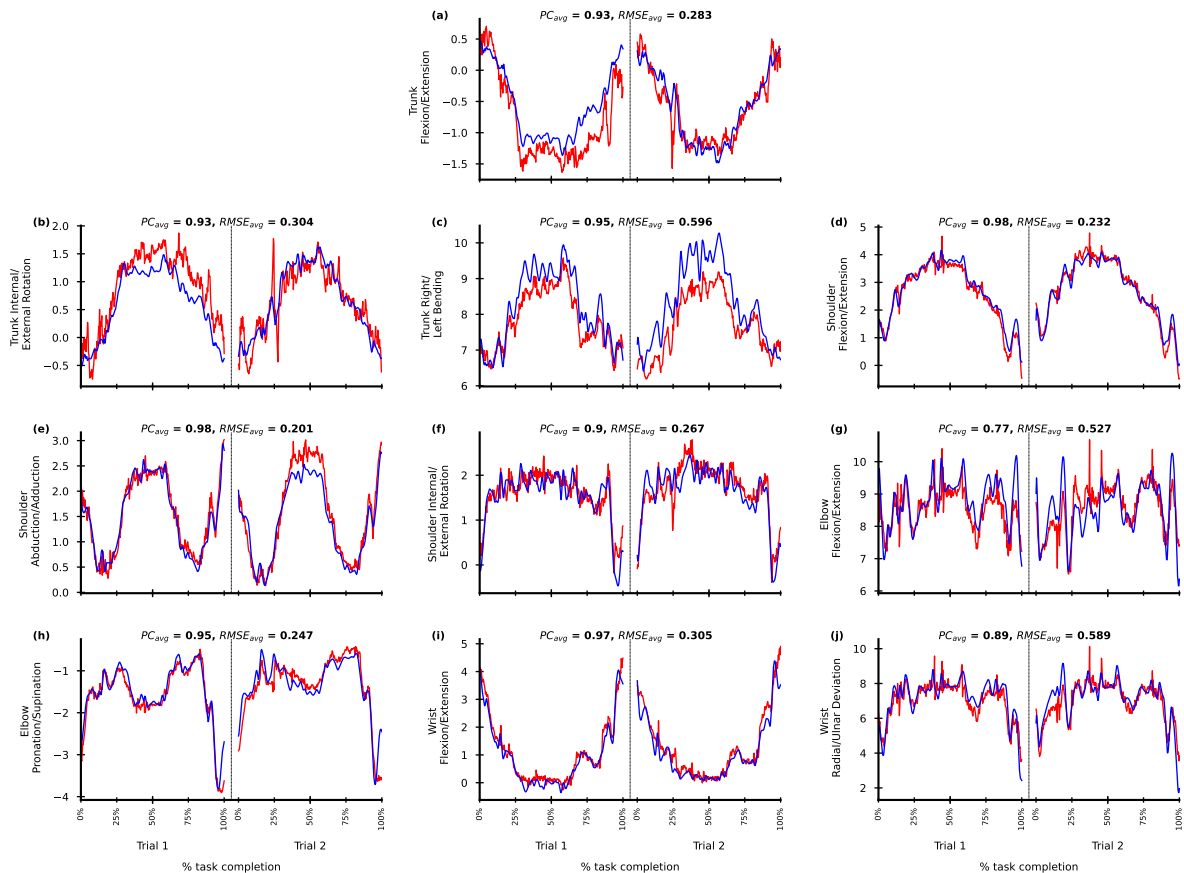 (a) PCavg = 0.93, RMSEavg = 0.283
Trunk
Flexion/Extension
0.5
0.0
−0.5
−1.0
−1.5
(b) PCavg = 0.93, RMSEavg = 0.304
Trunk Internal/
External Rotation
2.0
1.5
1.0
0.5
0.0
−0.5
(c) PCavg = 0.95, RMSEavg = 0.596
Trunk Right/
Left Bending
10
9
8
7
6
(d) PCavg = 0.98, RMSEavg = 0.232
Shoulder
Flexion/Extension
5
4
3
2
1
0
(e) PCavg = 0.98, RMSEavg = 0.201
Shoulder
Abduction/Adduction
3.0
2.5
2.0
1.5
1.0
0.5
0.0
(f) PCavg = 0.9, RMSEavg = 0.267
Shoulder Internal/
External Rotation
2
1
0
(g) PCavg = 0.77, RMSEavg = 0.527
Elbow
Flexion/Extension
10
9
8
7
6
(h) PCavg = 0.95, RMSEavg = 0.247
Elbow
Pronation/Supination
−1
−2
−3
−4
0% 25% 50% 75% 100% 25% 50% 75% 100%
Trial 1 Trial 2
% task completion
(i) PCavg = 0.97, RMSEavg = 0.305
Wrist
Flexion/Extension
5
4
3
2
1
0
0% 25% 50% 75% 100% 25% 50% 75% 100%
Trial 1 Trial 2
% task completion
(j) PCavg = 0.89, RMSEavg = 0.589
Wrist
Radial/Ulnar Deviation
10
8
6
4
2
0% 25% 50% 75% 100% 25% 50% 75% 100%
Trial 1 Trial 2
% task completion